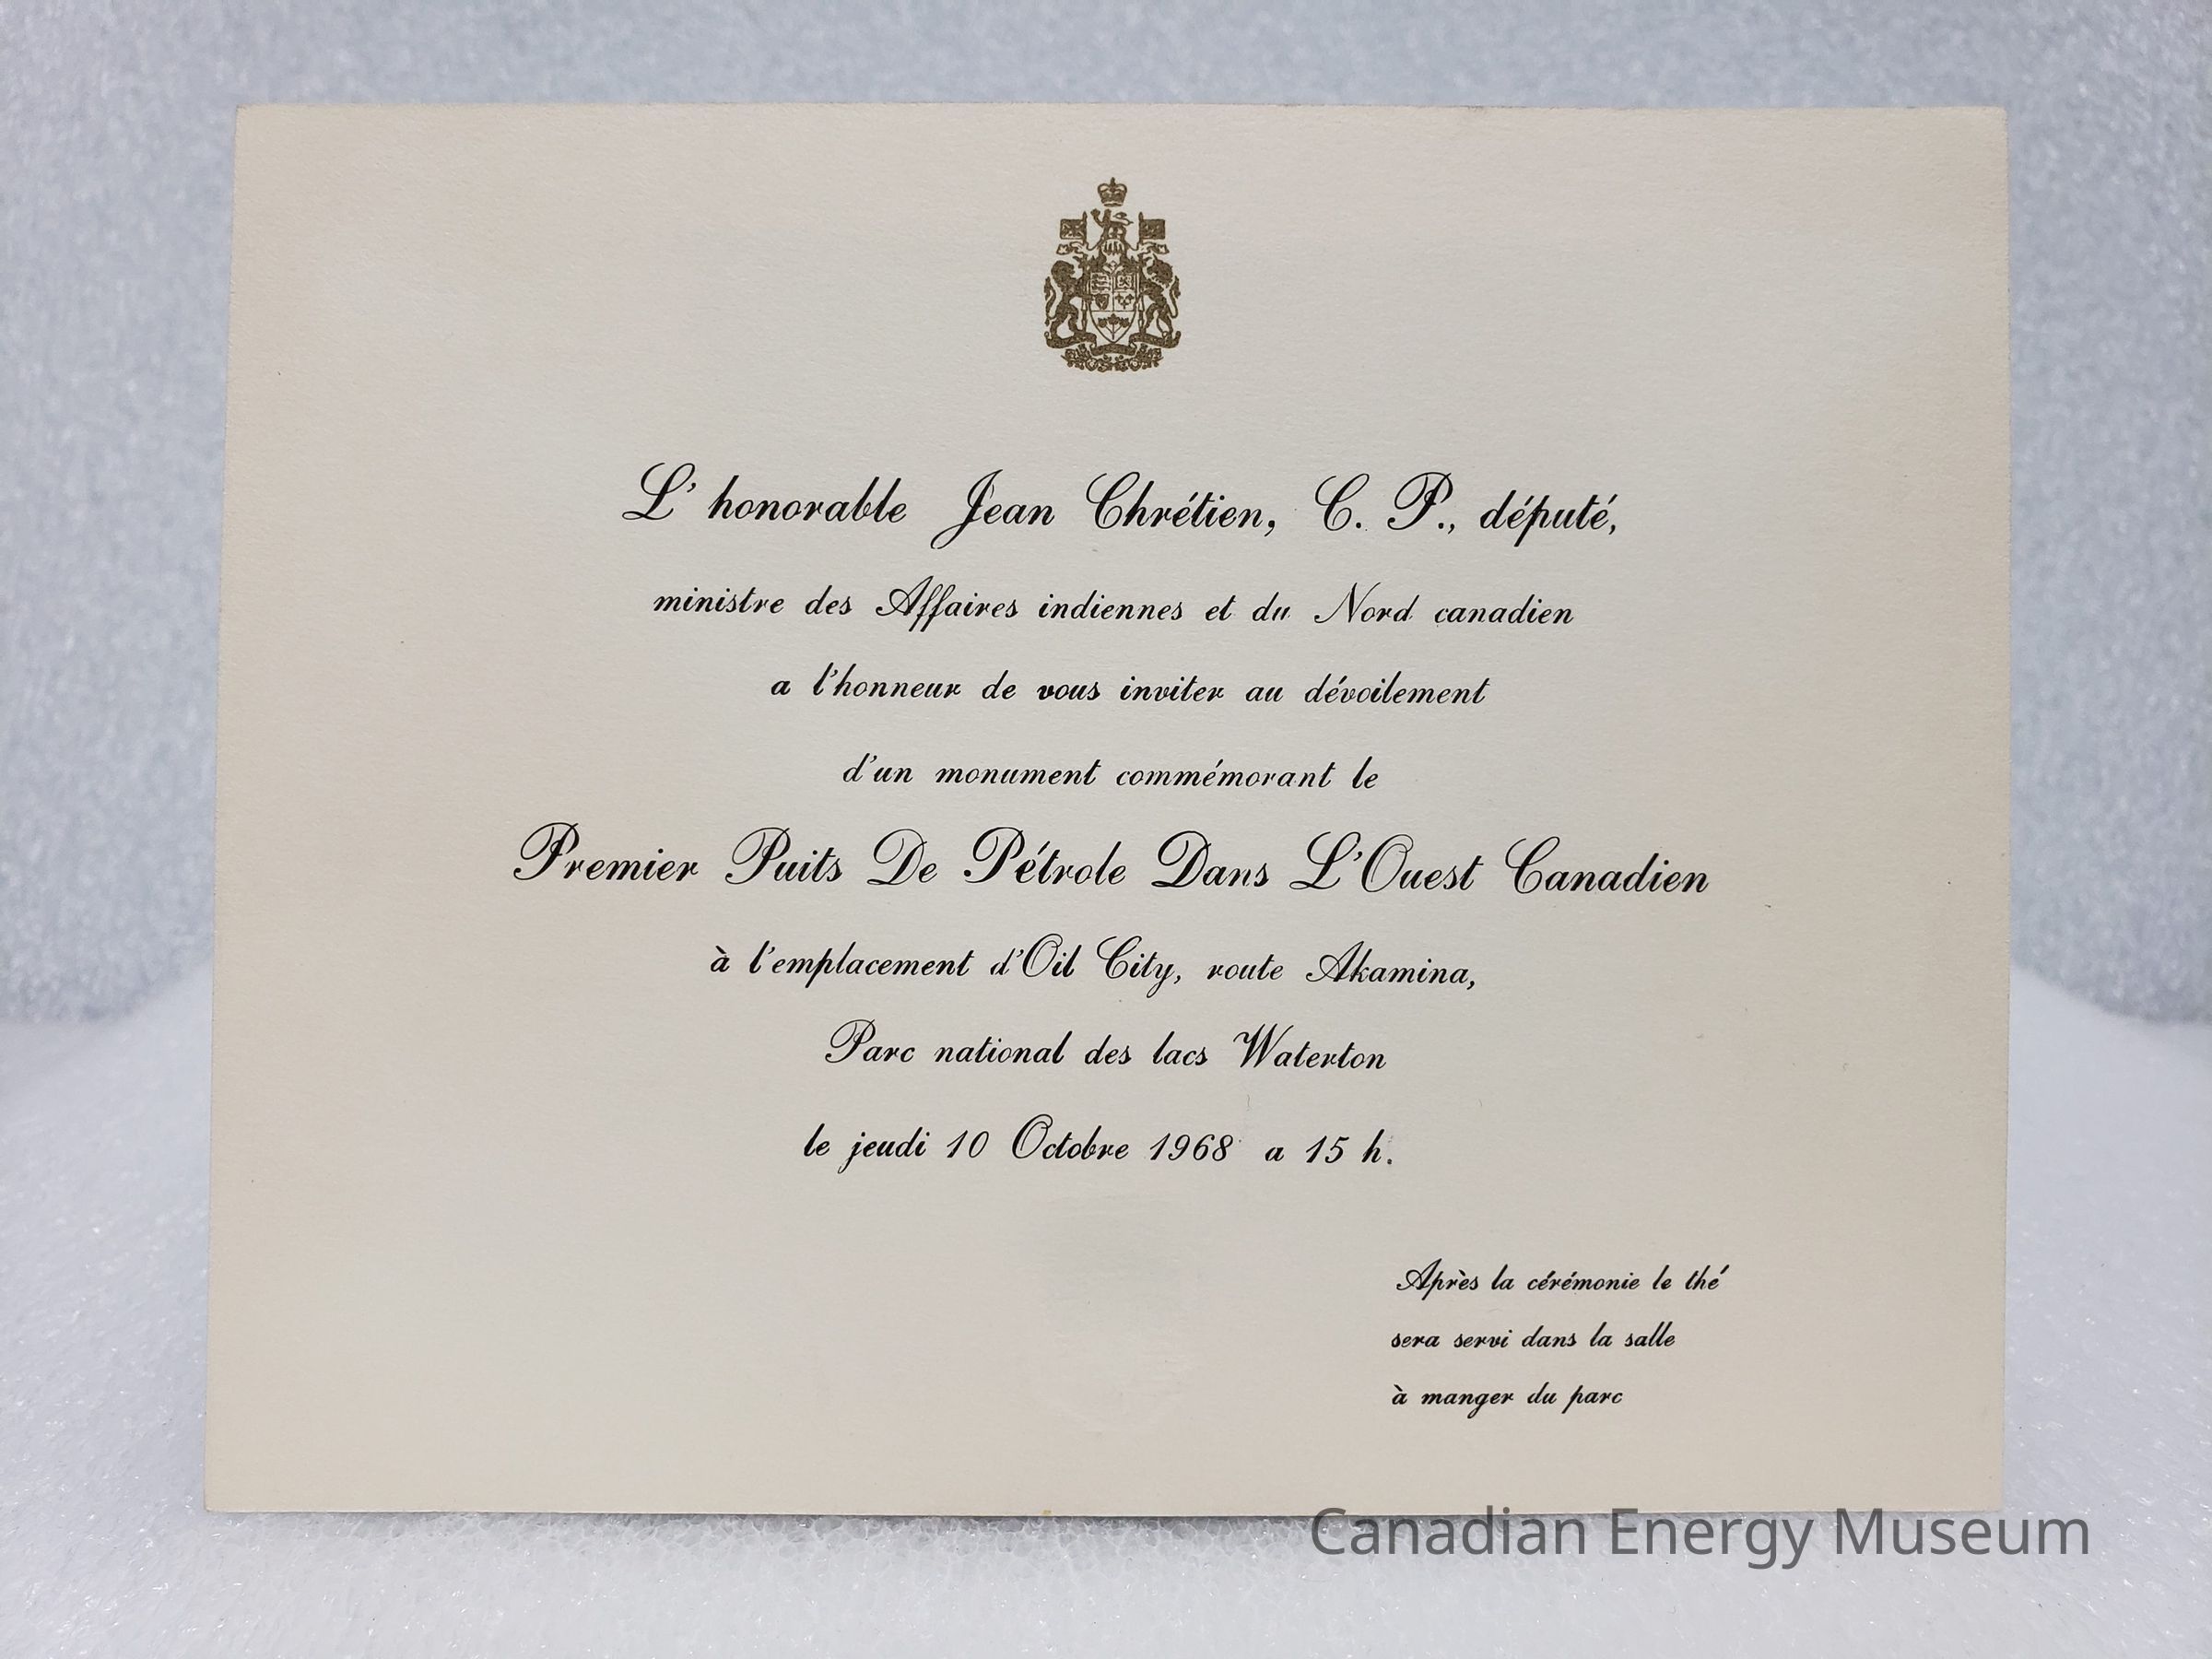 L' honorable Jean Chrétien, C. P., député,
ministre des Affaires indiennes et du Nord canadien
a l'honneur de vous inviter au dévoilement
d'un monument commémorant le
Premier Puits De Pétrole Dans L'Ouest Canadien
à l'emplacement d'Oil City, route Akamina,
Parc national des lacs Waterton
le jeudi 10 Octobre 1968 a 15 h.
Après la cérémonie le thé
sera servi dans la salle
à manger du parc
Canadian Energy Museum